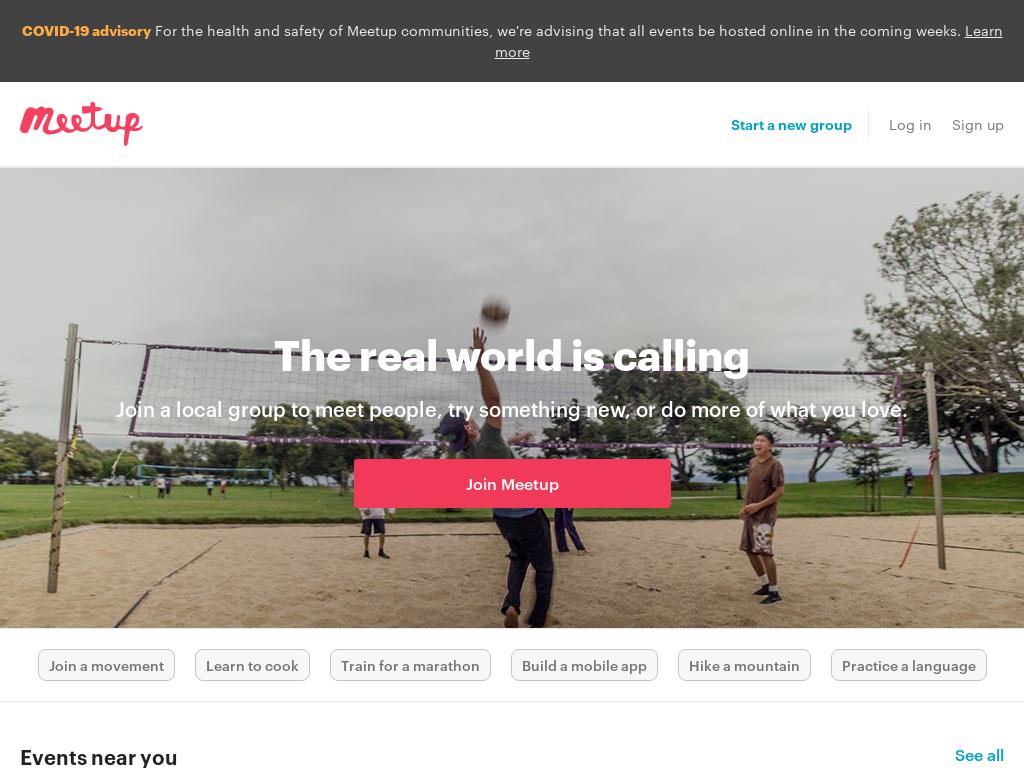 COVID-19 advisory For the health and safety of Meetup communities, we're advising that all events be hosted online in the coming weeks. Learn
more
meetup
Start a new group
Log in
Sign up
The real world is calling
Join a local group to meet people, try something new, or do more of what you love.
Join Meetup
Join a movement
Learn to cook
Train for a marathon
Build a mobile app
Hike a mountain
Practice a language
Events near you
See all